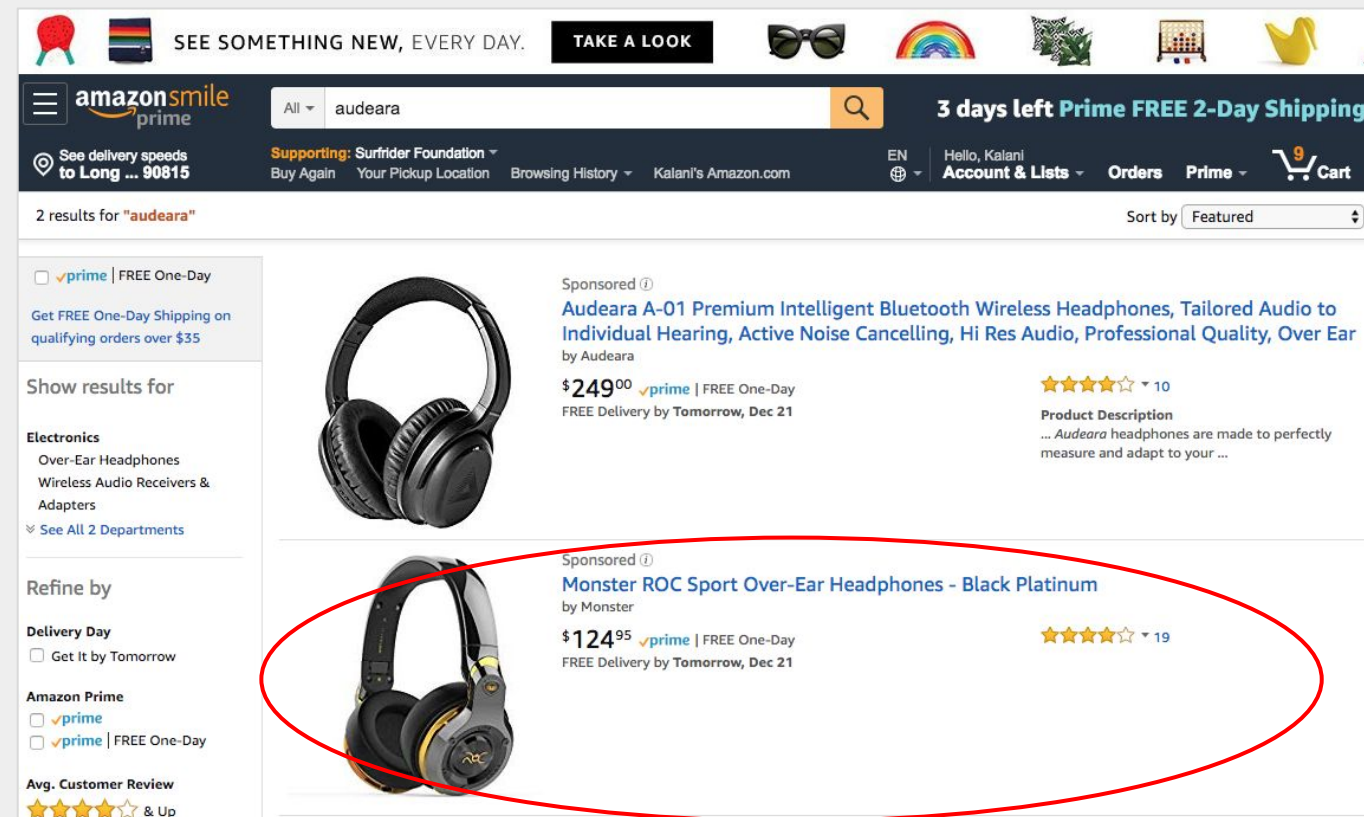 SEE SOMETHING NEW, EVERY DAY. TAKE A LOOK
amazonsmile
prime
All audeara
3 days left Prime FREE 2-Day Shipping
See delivery speeds
to Long ... 90815
Supporting: Surfrider Foundation
Buy Again Your Pickup Location Browsing History Kalani's Amazon.com
EN
Hello, Kalani
Account & Lists Orders Prime 9 Cart
2 results for "audeara"
Sort by Featured
prime | FREE One-Day
Get FREE One-Day Shipping on
qualifying orders over $35
Show results for
Electronics
Over-Ear Headphones
Wireless Audio Receivers &
Adapters
See All 2 Departments
Refine by
Delivery Day
Get It by Tomorrow
Amazon Prime
prime
prime | FREE One-Day
Avg. Customer Review
& Up
Sponsored
Audeara A-01 Premium Intelligent Bluetooth Wireless Headphones, Tailored Audio to
Individual Hearing, Active Noise Cancelling, Hi Res Audio, Professional Quality, Over Ear
by Audeara
$24900 prime | FREE One-Day
FREE Delivery by Tomorrow, Dec 21
10
Product Description
... Audeara headphones are made to perfectly
measure and adapt to your ...
Sponsored
Monster ROC Sport Over-Ear Headphones - Black Platinum
by Monster
$12495 prime | FREE One-Day
FREE Delivery by Tomorrow, Dec 21
19
ROC